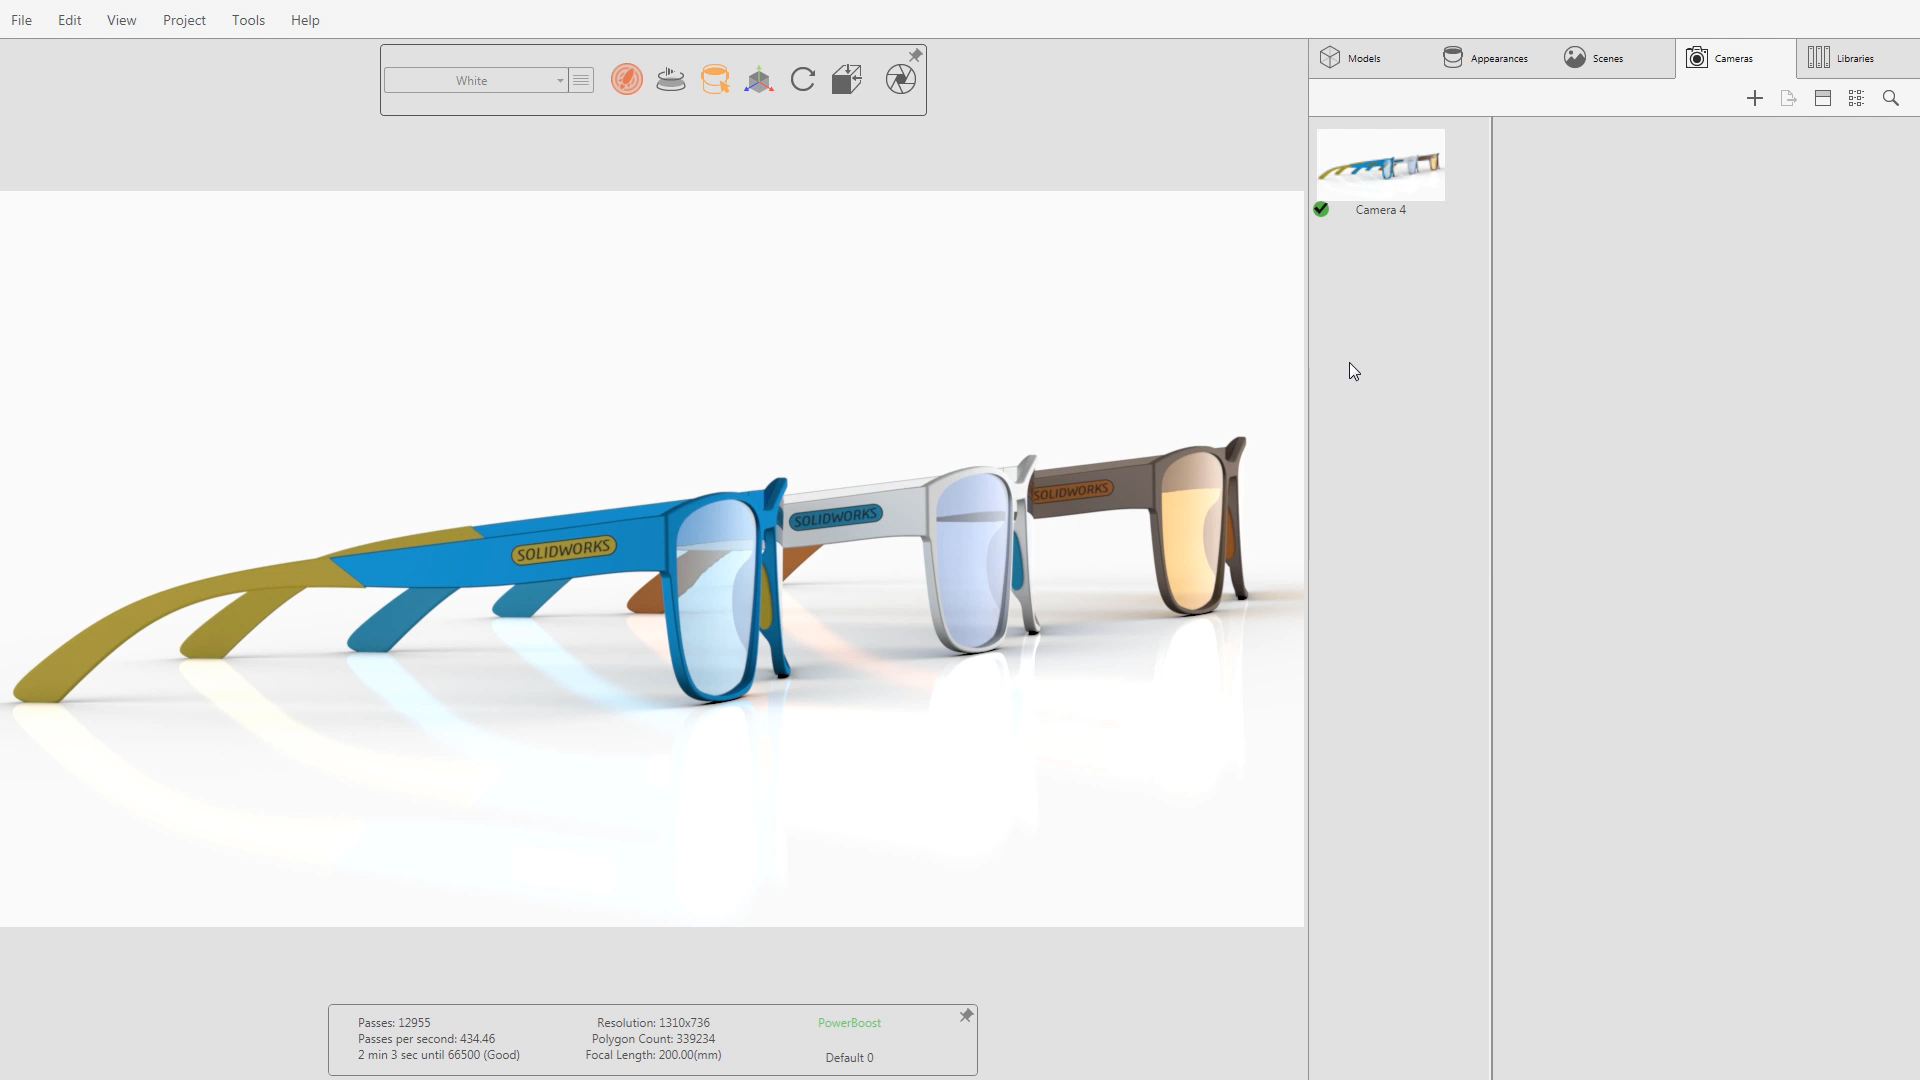 File Edit View Project Tools Help
White
Models Appearances Scenes Cameras Libraries
Camera 4
SOLIDWORKS
SOLIDWORKS
SOLIDWORKS
Passes: 12955
Passes per second: 434.46
2 min 3 sec until 66500 (Good)
Resolution: 1310x736
Polygon Count: 339234
Focal Length: 200.00(mm)
PowerBoost
Default 0